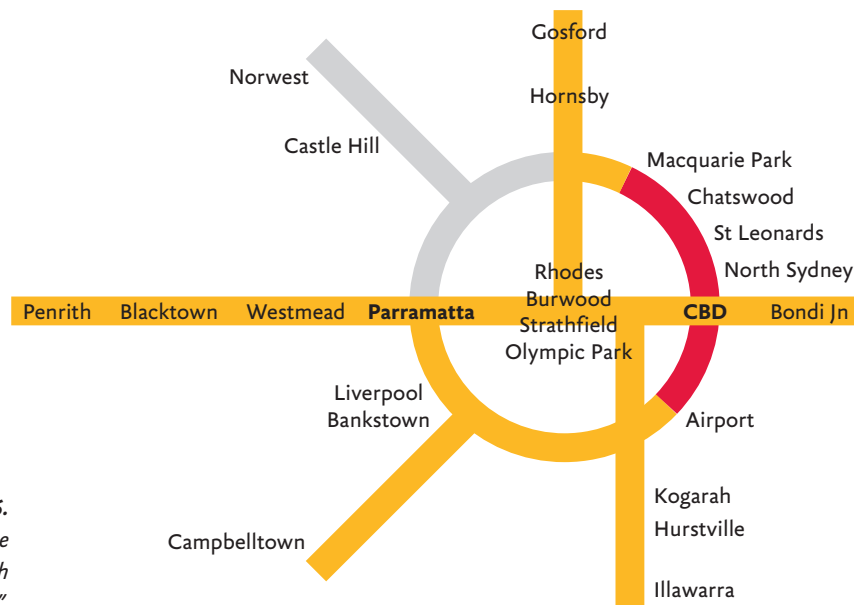 Gosford
Norwest
Hornsby
Castle Hill
Macquarie Park
Chatswood
St Leonards
North Sydney
Rhodes
Burwood
Penrith Blacktown Westmead Parramatta Strathfield CBD Bondi Jn
Olympic Park
Liverpool
Bankstown
Airport
Kogarah
Hurstville
Campbelltown
Illawarra